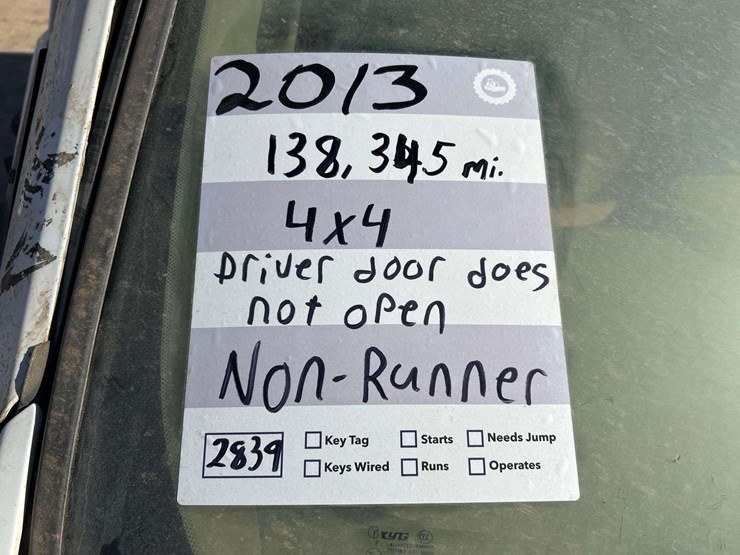 2013
138,345 mi.
4x4
Driver door does
not open
Non-Runner
2839
Key Tag
Starts
Needs Jump
Keys Wired
Runs
Operates
XYG